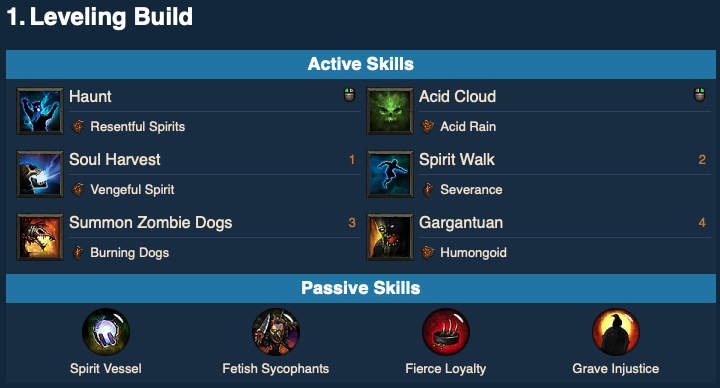 1. Leveling Build
Active Skills
Haunt
Resentful Spirits
Acid Cloud
Acid Rain
Soul Harvest 1
Vengeful Spirit
Spirit Walk 2
Severance
Summon Zombie Dogs 3
Burning Dogs
Gargantuan 4
Humongoid
Passive Skills
Spirit Vessel
Fetish Sycophants
Fierce Loyalty
Grave Injustice